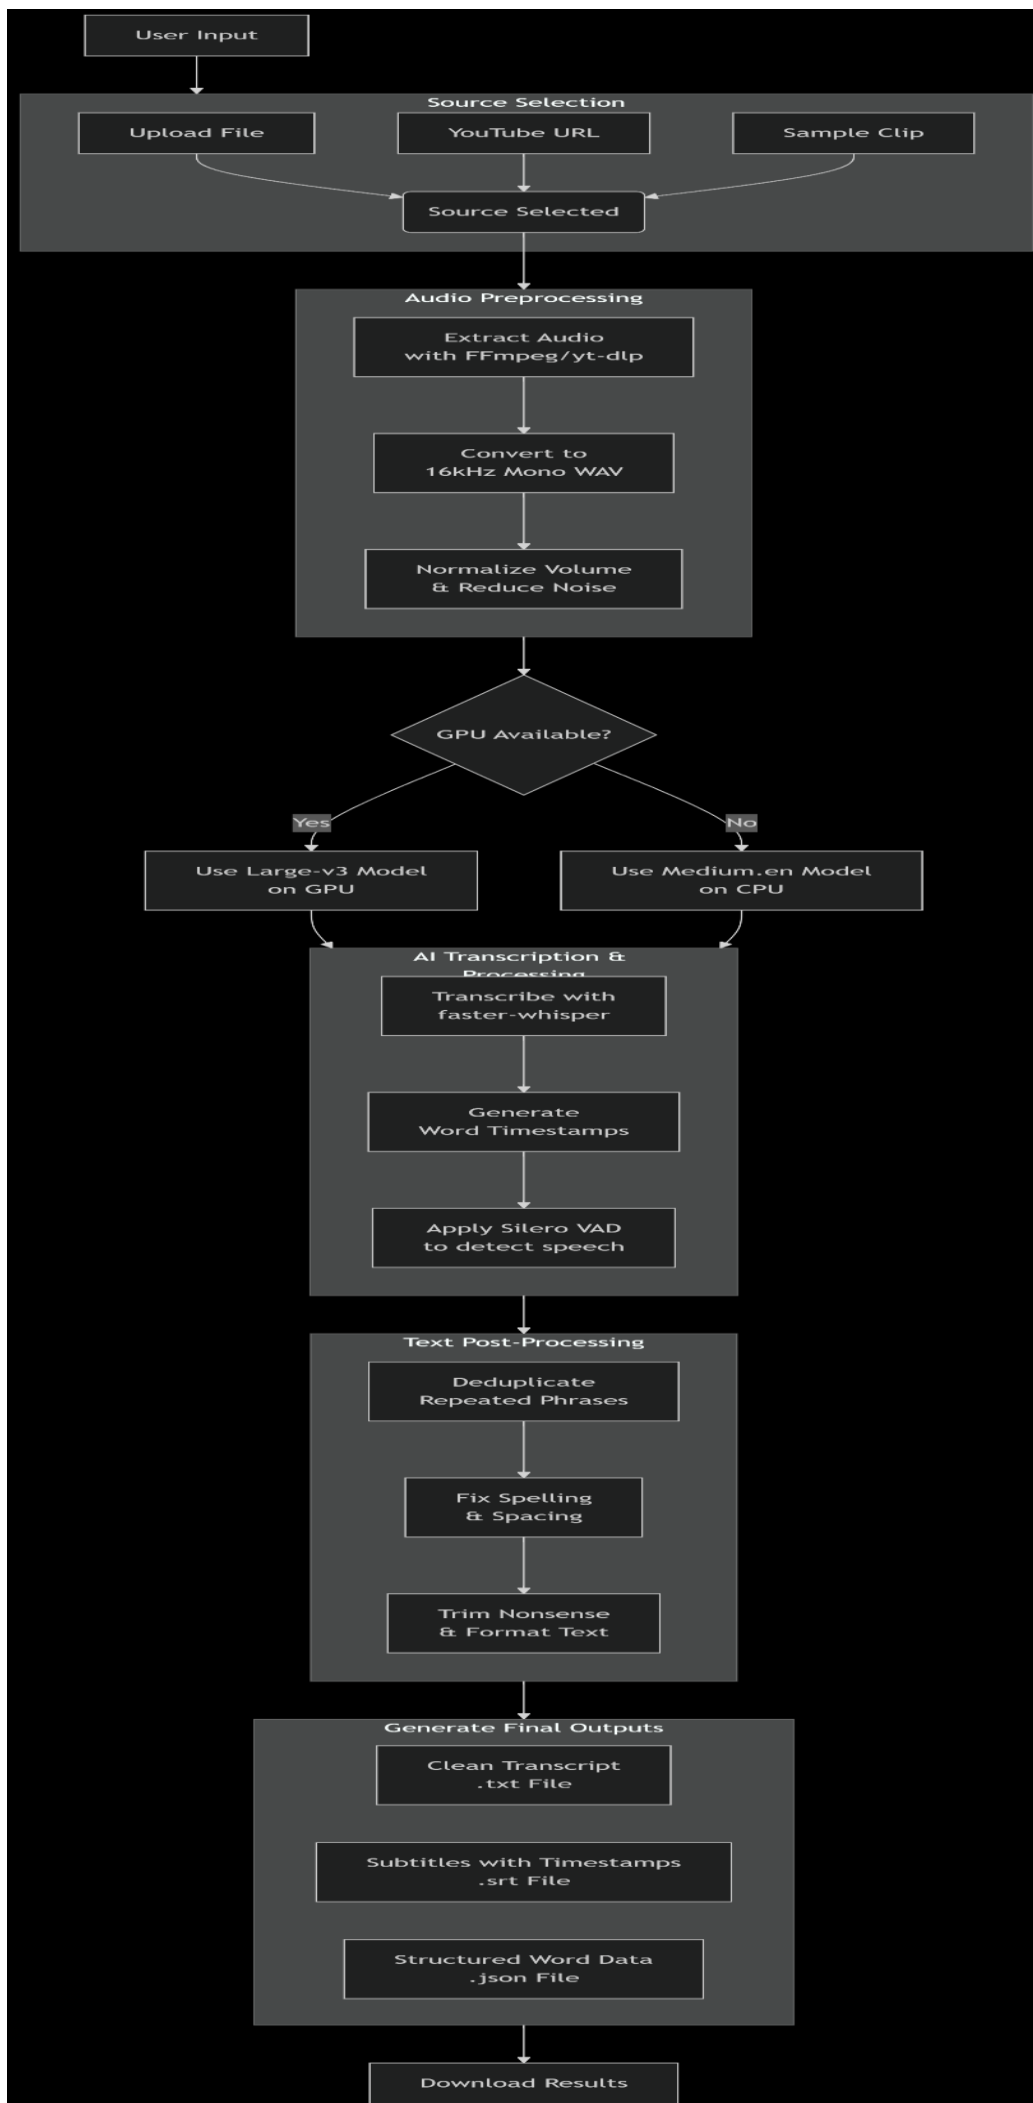 User Input
Source Selection
Upload File
YouTube URL
Sample Clip
Source Selected
Audio Preprocessing
Extract Audio
with FFmpeg/yt-dlp
Convert to
16kHz Mono WAV
Normalize Volume
& Reduce Noise
GPU Available?
Yes
No
Use Large-v3 Model
on GPU
Use Medium.en Model
on CPU
AI Transcription &
Processing
Transcribe with
faster-whisper
Generate
Word Timestamps
Apply Silero VAD
to detect speech
Text Post-Processing
Deduplicate
Repeated Phrases
Fix Spelling
& Spacing
Trim Nonsense
& Format Text
Generate Final Outputs
Clean Transcript
.txt File
Subtitles with Timestamps
.srt File
Structured Word Data
.json File
Download Results